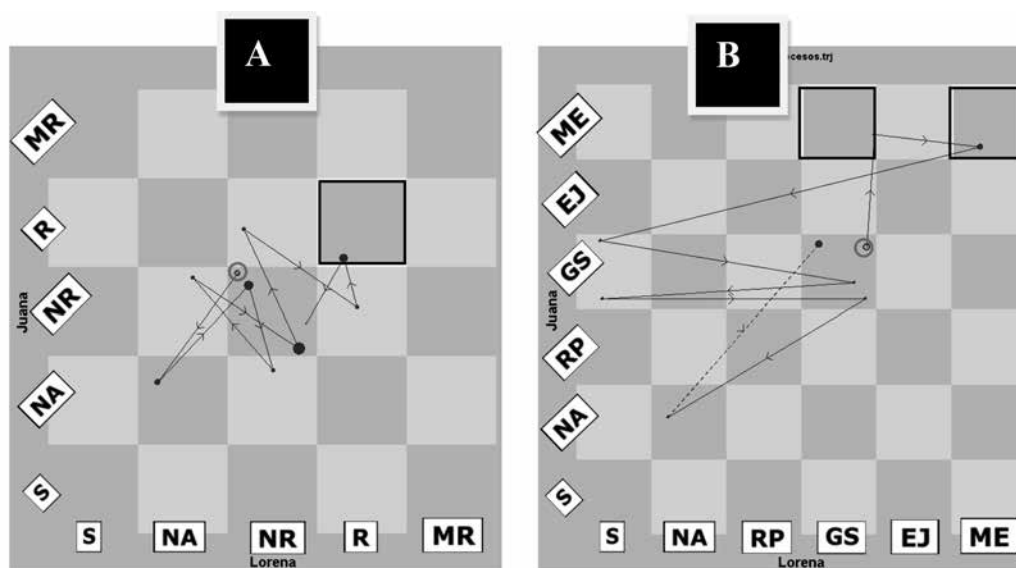 A
MR
R
NR
NA
S
Juana
S NA NR R MR
Lorena
B
ocesos.trj
ME
EJ
GS
RP
NA
S
Juana
S NA RP GS EJ ME
Lorena